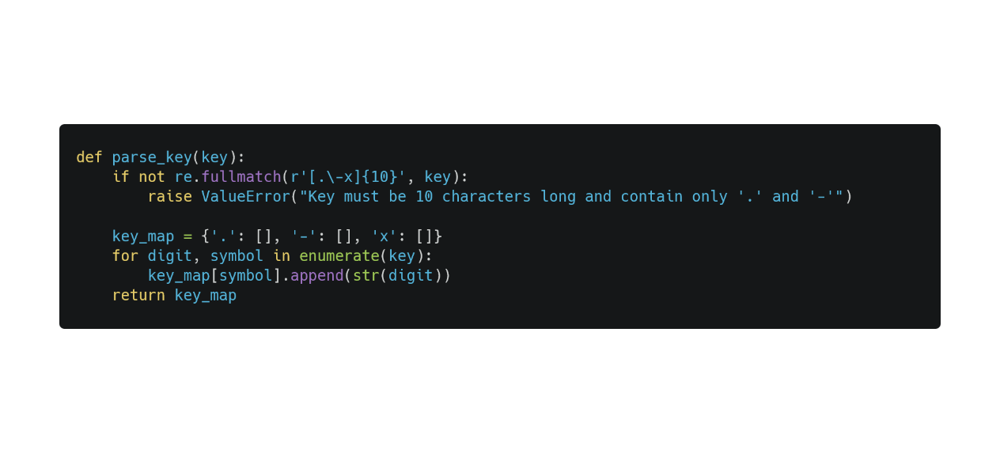 def parse_key(key):
    if not re.fullmatch(r'[.\-x]{10}', key):
        raise ValueError("Key must be 10 characters long and contain only '.' and '-'")
    key_map = {'.': [], '-': [], 'x': []}
    for digit, symbol in enumerate(key):
        key_map[symbol].append(str(digit))
    return key_map